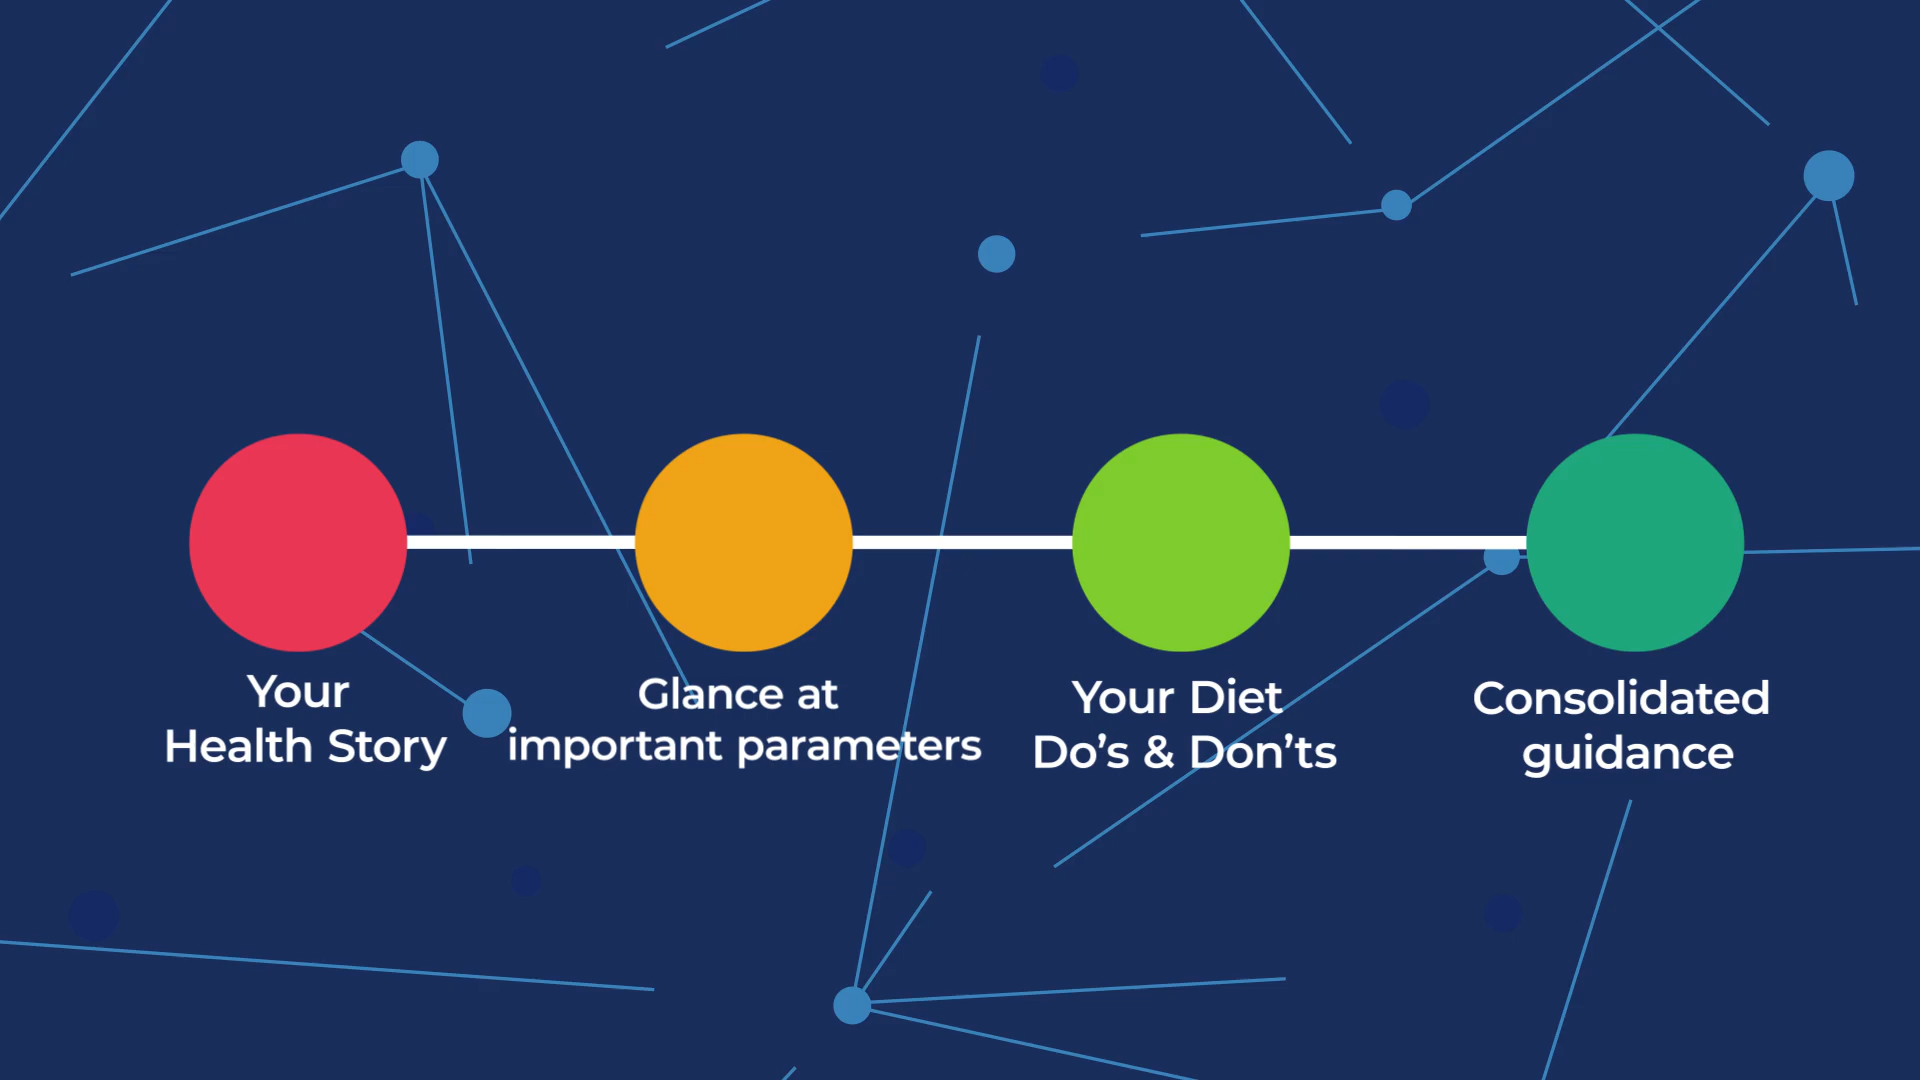 Your
Health Story
Glance at
important parameters
Your Diet
Do’s & Don’ts
Consolidated
guidance